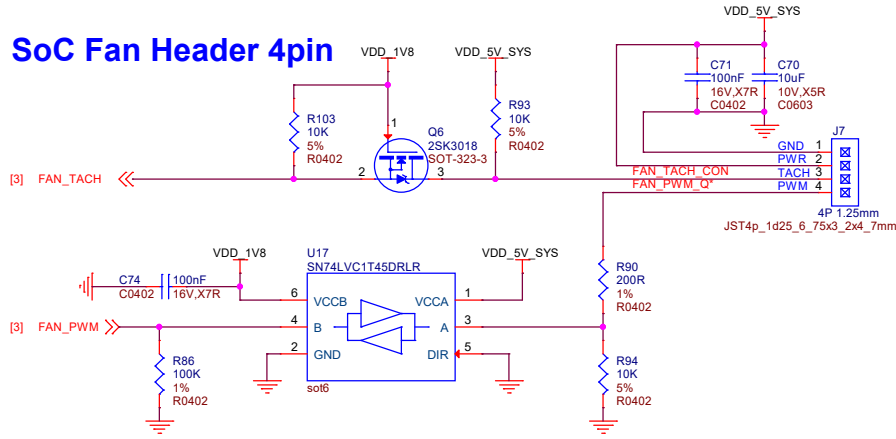 SoC Fan Header 4pin
VDD_1V8
VDD_5V_SYS
VDD_5V_SYS
R103
10K
5%
R0402
1
Q6
2SK3018
SOT-323-3
R93
10K
5%
R0402
C71
100nF
16V,X7R
C0402
C70
10uF
10V,X5R
C0603
J7
[3] FAN_TACH
2
3
FAN_TACH_CON
FAN_PWM_Q*
GND 1
PWR 2
TACH 3
PWM 4
4P 1.25mm
JST4p_1d25_6_75x3_2x4_7mm
VDD_1V8
U17
SN74LVC1T45DRLR
VDD_5V_SYS
C74
C0402
100nF
16V,X7R
6 VCCB
VCCA 1
4 B
A 3
2 GND
DIR 5
sot6
[3] FAN_PWM
R86
100K
1%
R0402
R90
200R
1%
R0402
R94
10K
5%
R0402